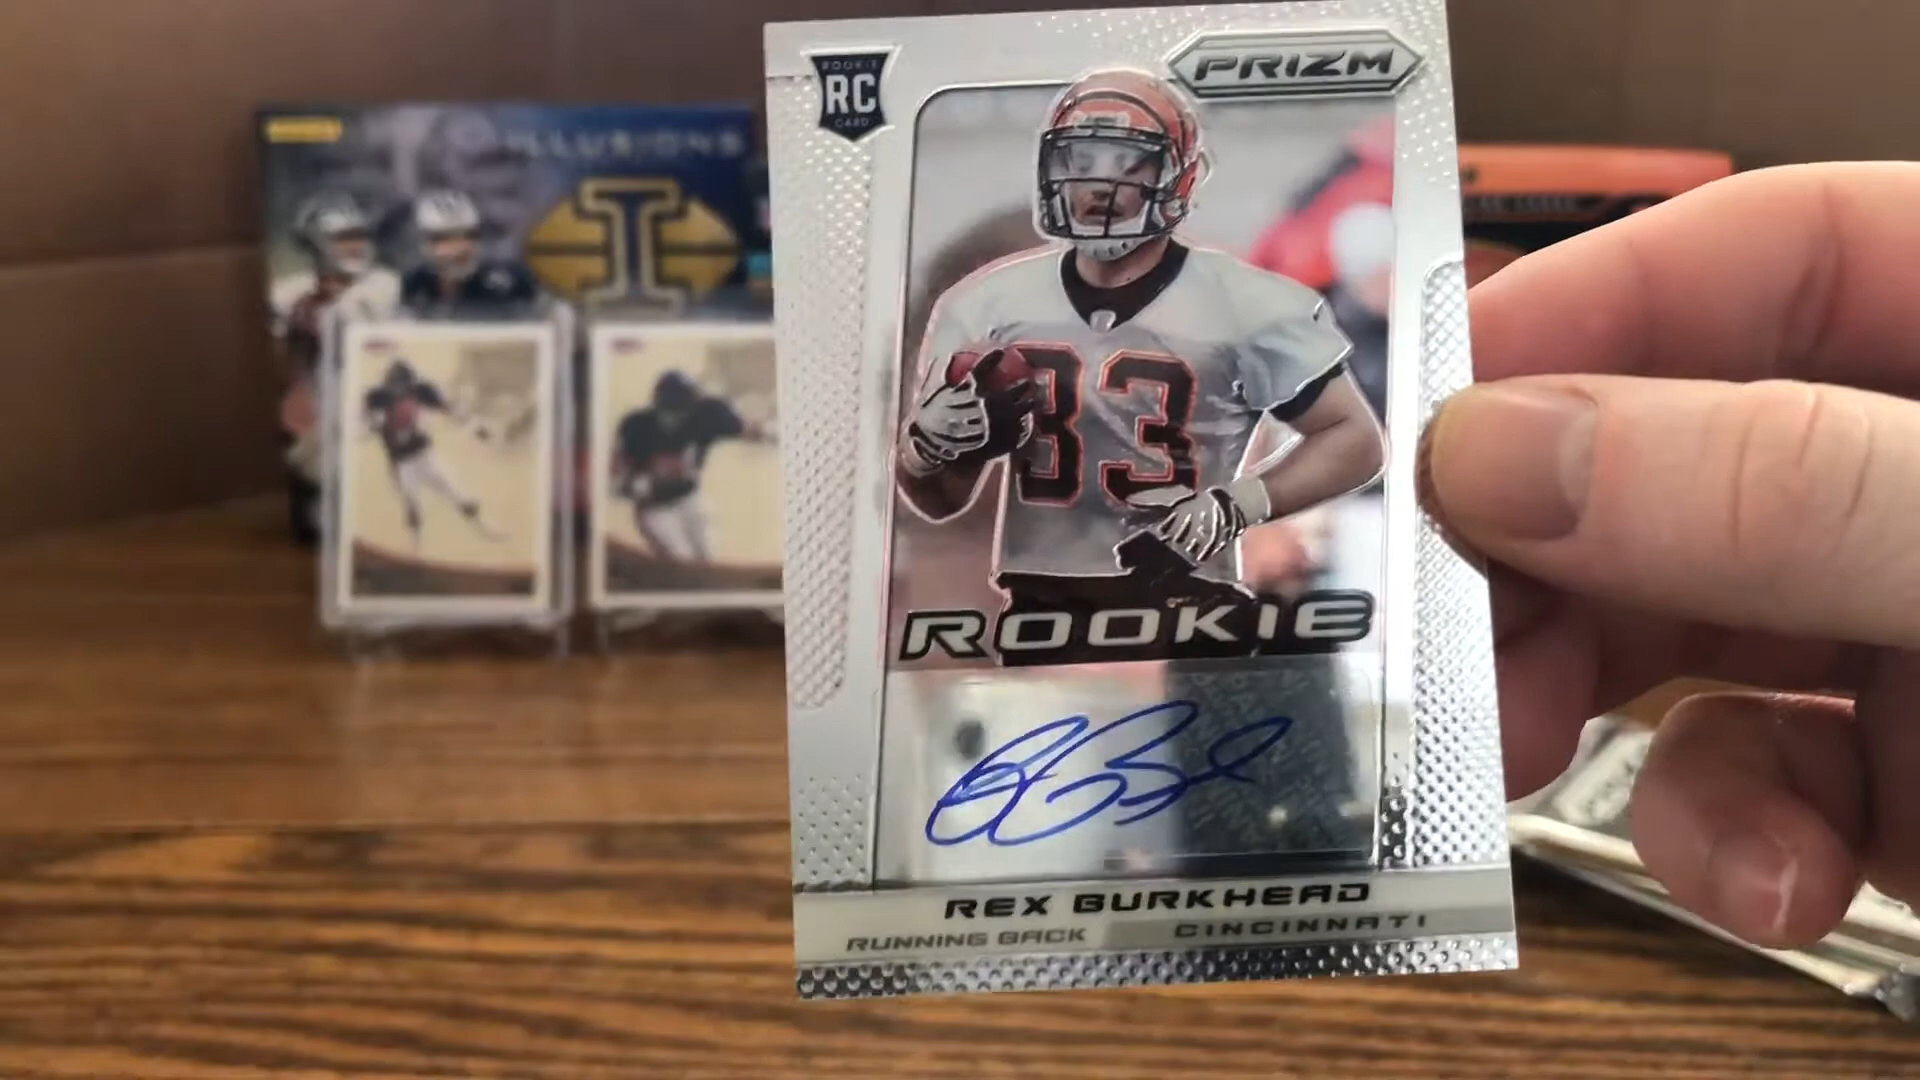 ROOKIE
RC
CARD
PRIZM
ILLUSIONS
I
33
ROOKIE
REX BURKHEAD
RUNNING BACK
CINCINNATI